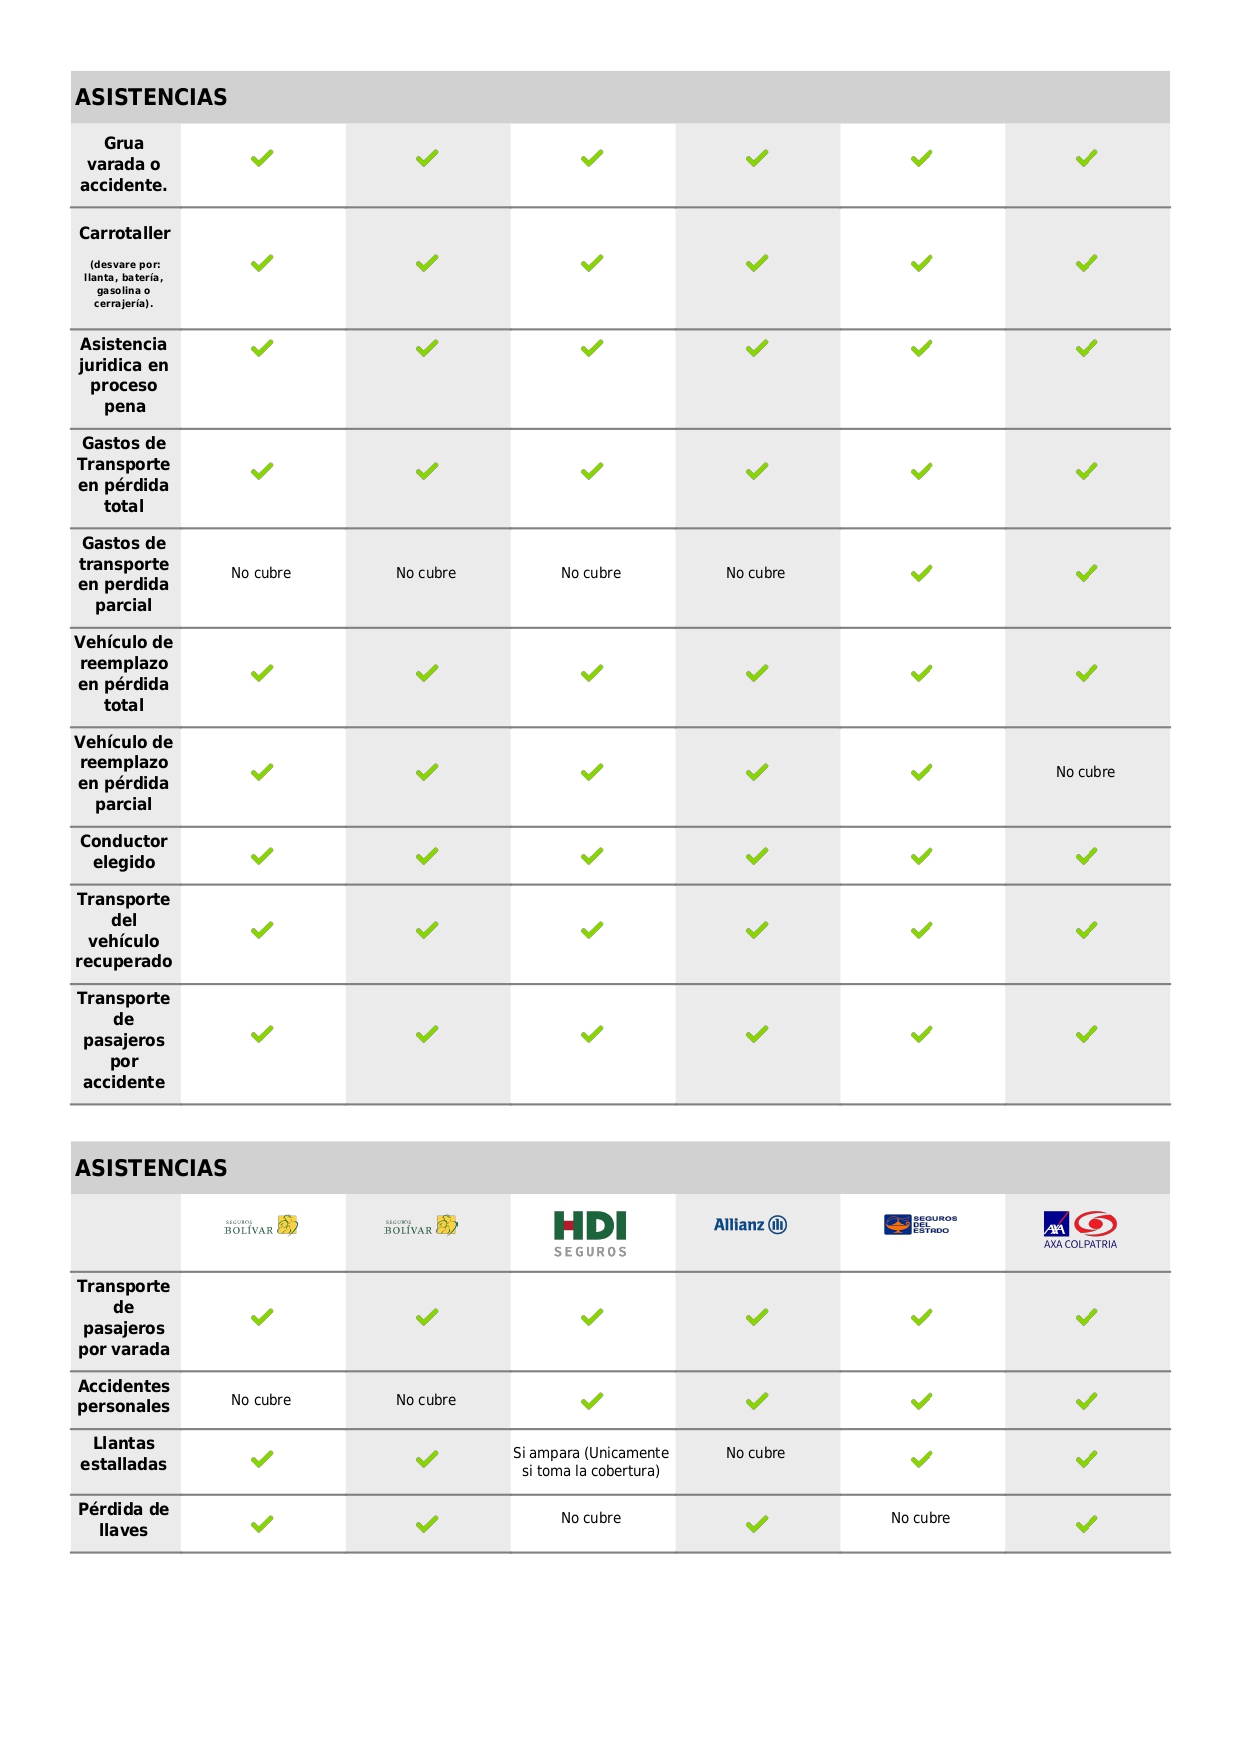 ASISTENCIAS
Grua
varada o
accidente.
Carrotaller
(desvare por:
llanta, batería,
gasolina o
cerrajería).
Asistencia
juridica en
proceso
pena
Gastos de
Transporte
en pérdida
total
Gastos de
transporte
en perdida
parcial
No cubre
No cubre
No cubre
No cubre
Vehículo de
reemplazo
en pérdida
total
Vehículo de
reemplazo
en pérdida
parcial
No cubre
Conductor
elegido
Transporte
del
vehículo
recuperado
Transporte
de
pasajeros
por
accidente
ASISTENCIAS
SEGUROS
BOLÍVAR
SEGUROS
BOLÍVAR
HDI
SEGUROS
Allianz
SEGUROS
DEL
ESTADO
AXA
AXA COLPATRIA
Transporte
de
pasajeros
por varada
Accidentes
personales
No cubre
No cubre
Llantas
estalladas
Si ampara (Unicamente
si toma la cobertura)
No cubre
Pérdida de
llaves
No cubre
No cubre